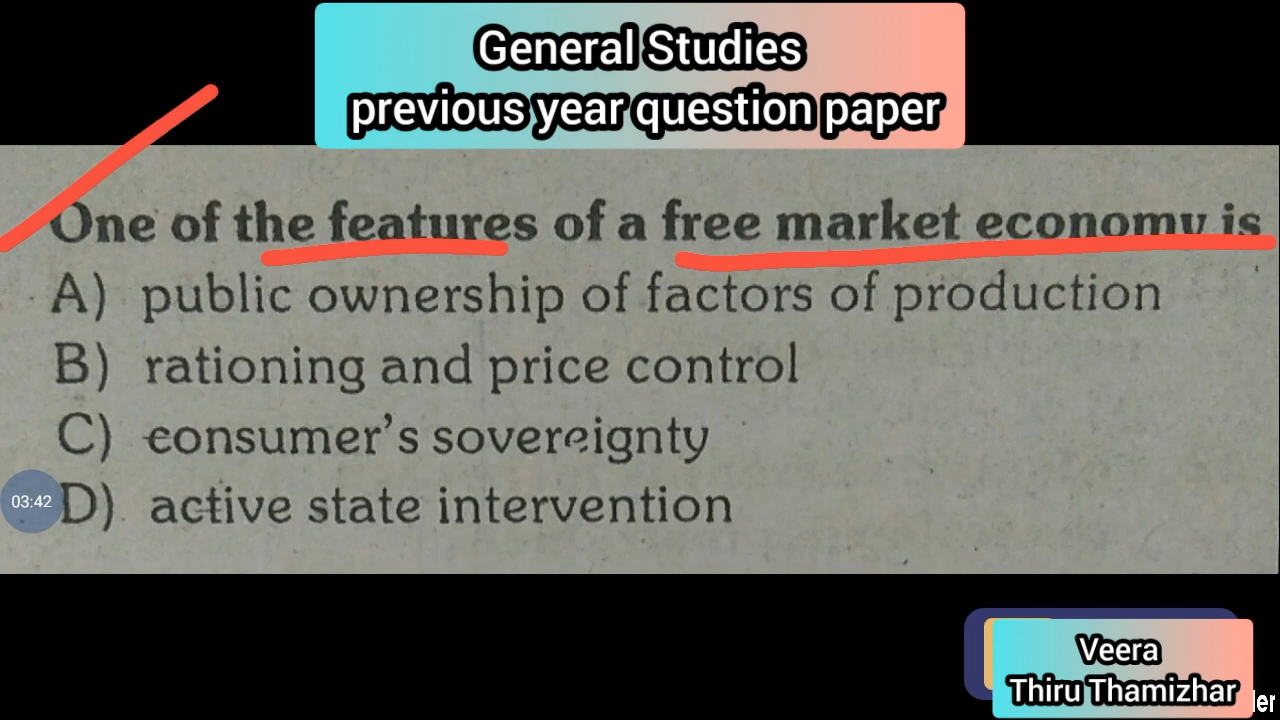 General Studies
previous year question paper
One of the features of a free market economy is
A) public ownership of factors of production
B) rationing and price control
C) consumer's sovereignty
03:42
D) active state intervention
Veera
Thiru Thamizhar